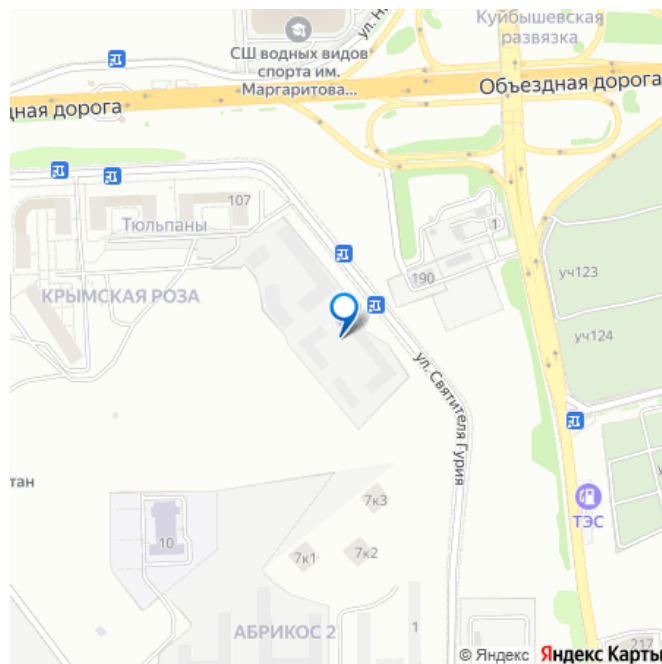 Куйбышевская
развязка
ул. Н
СШ водных видов
спорта им.
Маргаритова...
Объездная дорога
дная дорога
107
Тюльпаны
1
190
уч123
КРЫМСКАЯ РОЗА
уч124
ул. Святителя Гурия
тан
7к3
ТЭС
10
7к1
7к2
АБРИКОС 2
1
217
© Яндекс Яндекс Карты